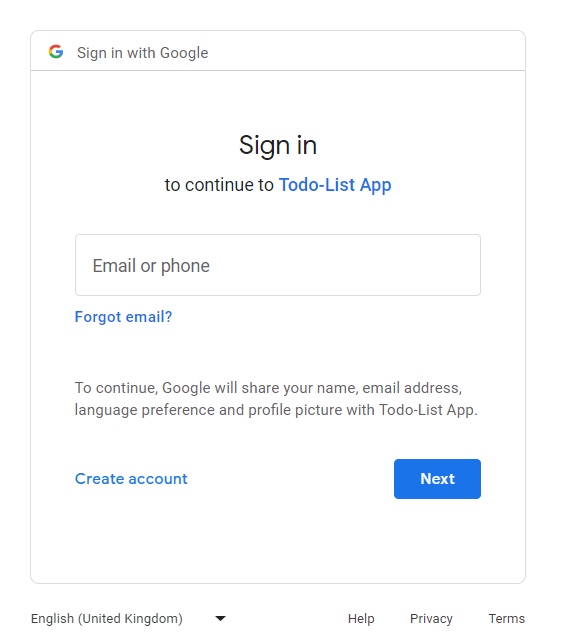 Sign in with Google
Sign in
to continue to Todo-List App
Email or phone
Forgot email?
To continue, Google will share your name, email address,
language preference and profile picture with Todo-List App.
Create account
Next
English (United Kingdom)
Help
Privacy
Terms